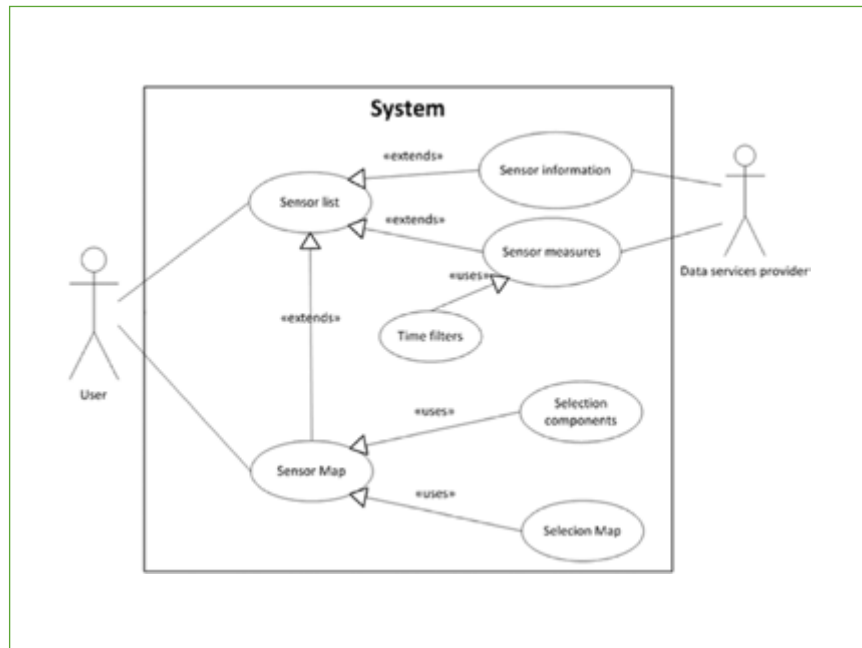 System
«extends»
Sensor information
Sensor list
«extends»
Sensor measures
«uses»
Data services provider
Time filters
«extends»
User
Selection
components
«uses»
Sensor Map
«uses»
Selecion Map